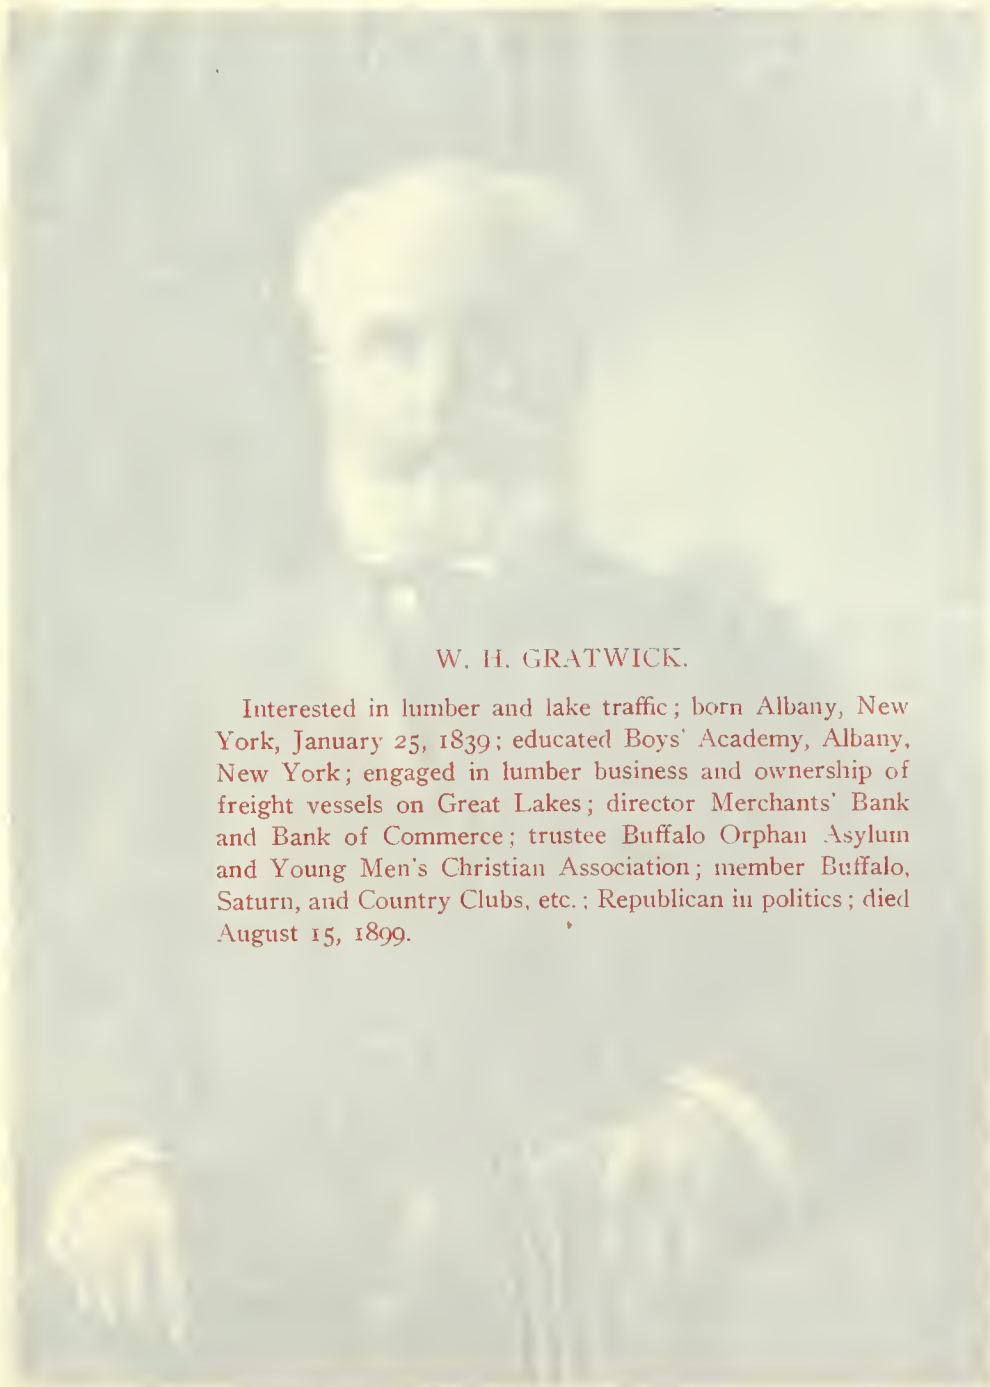 W. H. GRATWICK.
Interested in lumber and lake traffic; born Albany, New
York, January 25, 1839; educated Boys' Academy, Albany,
New York; engaged in lumber business and ownership of
freight vessels on Great Lakes; director Merchants' Bank
and Bank of Commerce; trustee Buffalo Orphan Asylum
and Young Men's Christian Association; member Buffalo,
Saturn, and Country Clubs, etc.; Republican in politics; died
August 15, 1899.